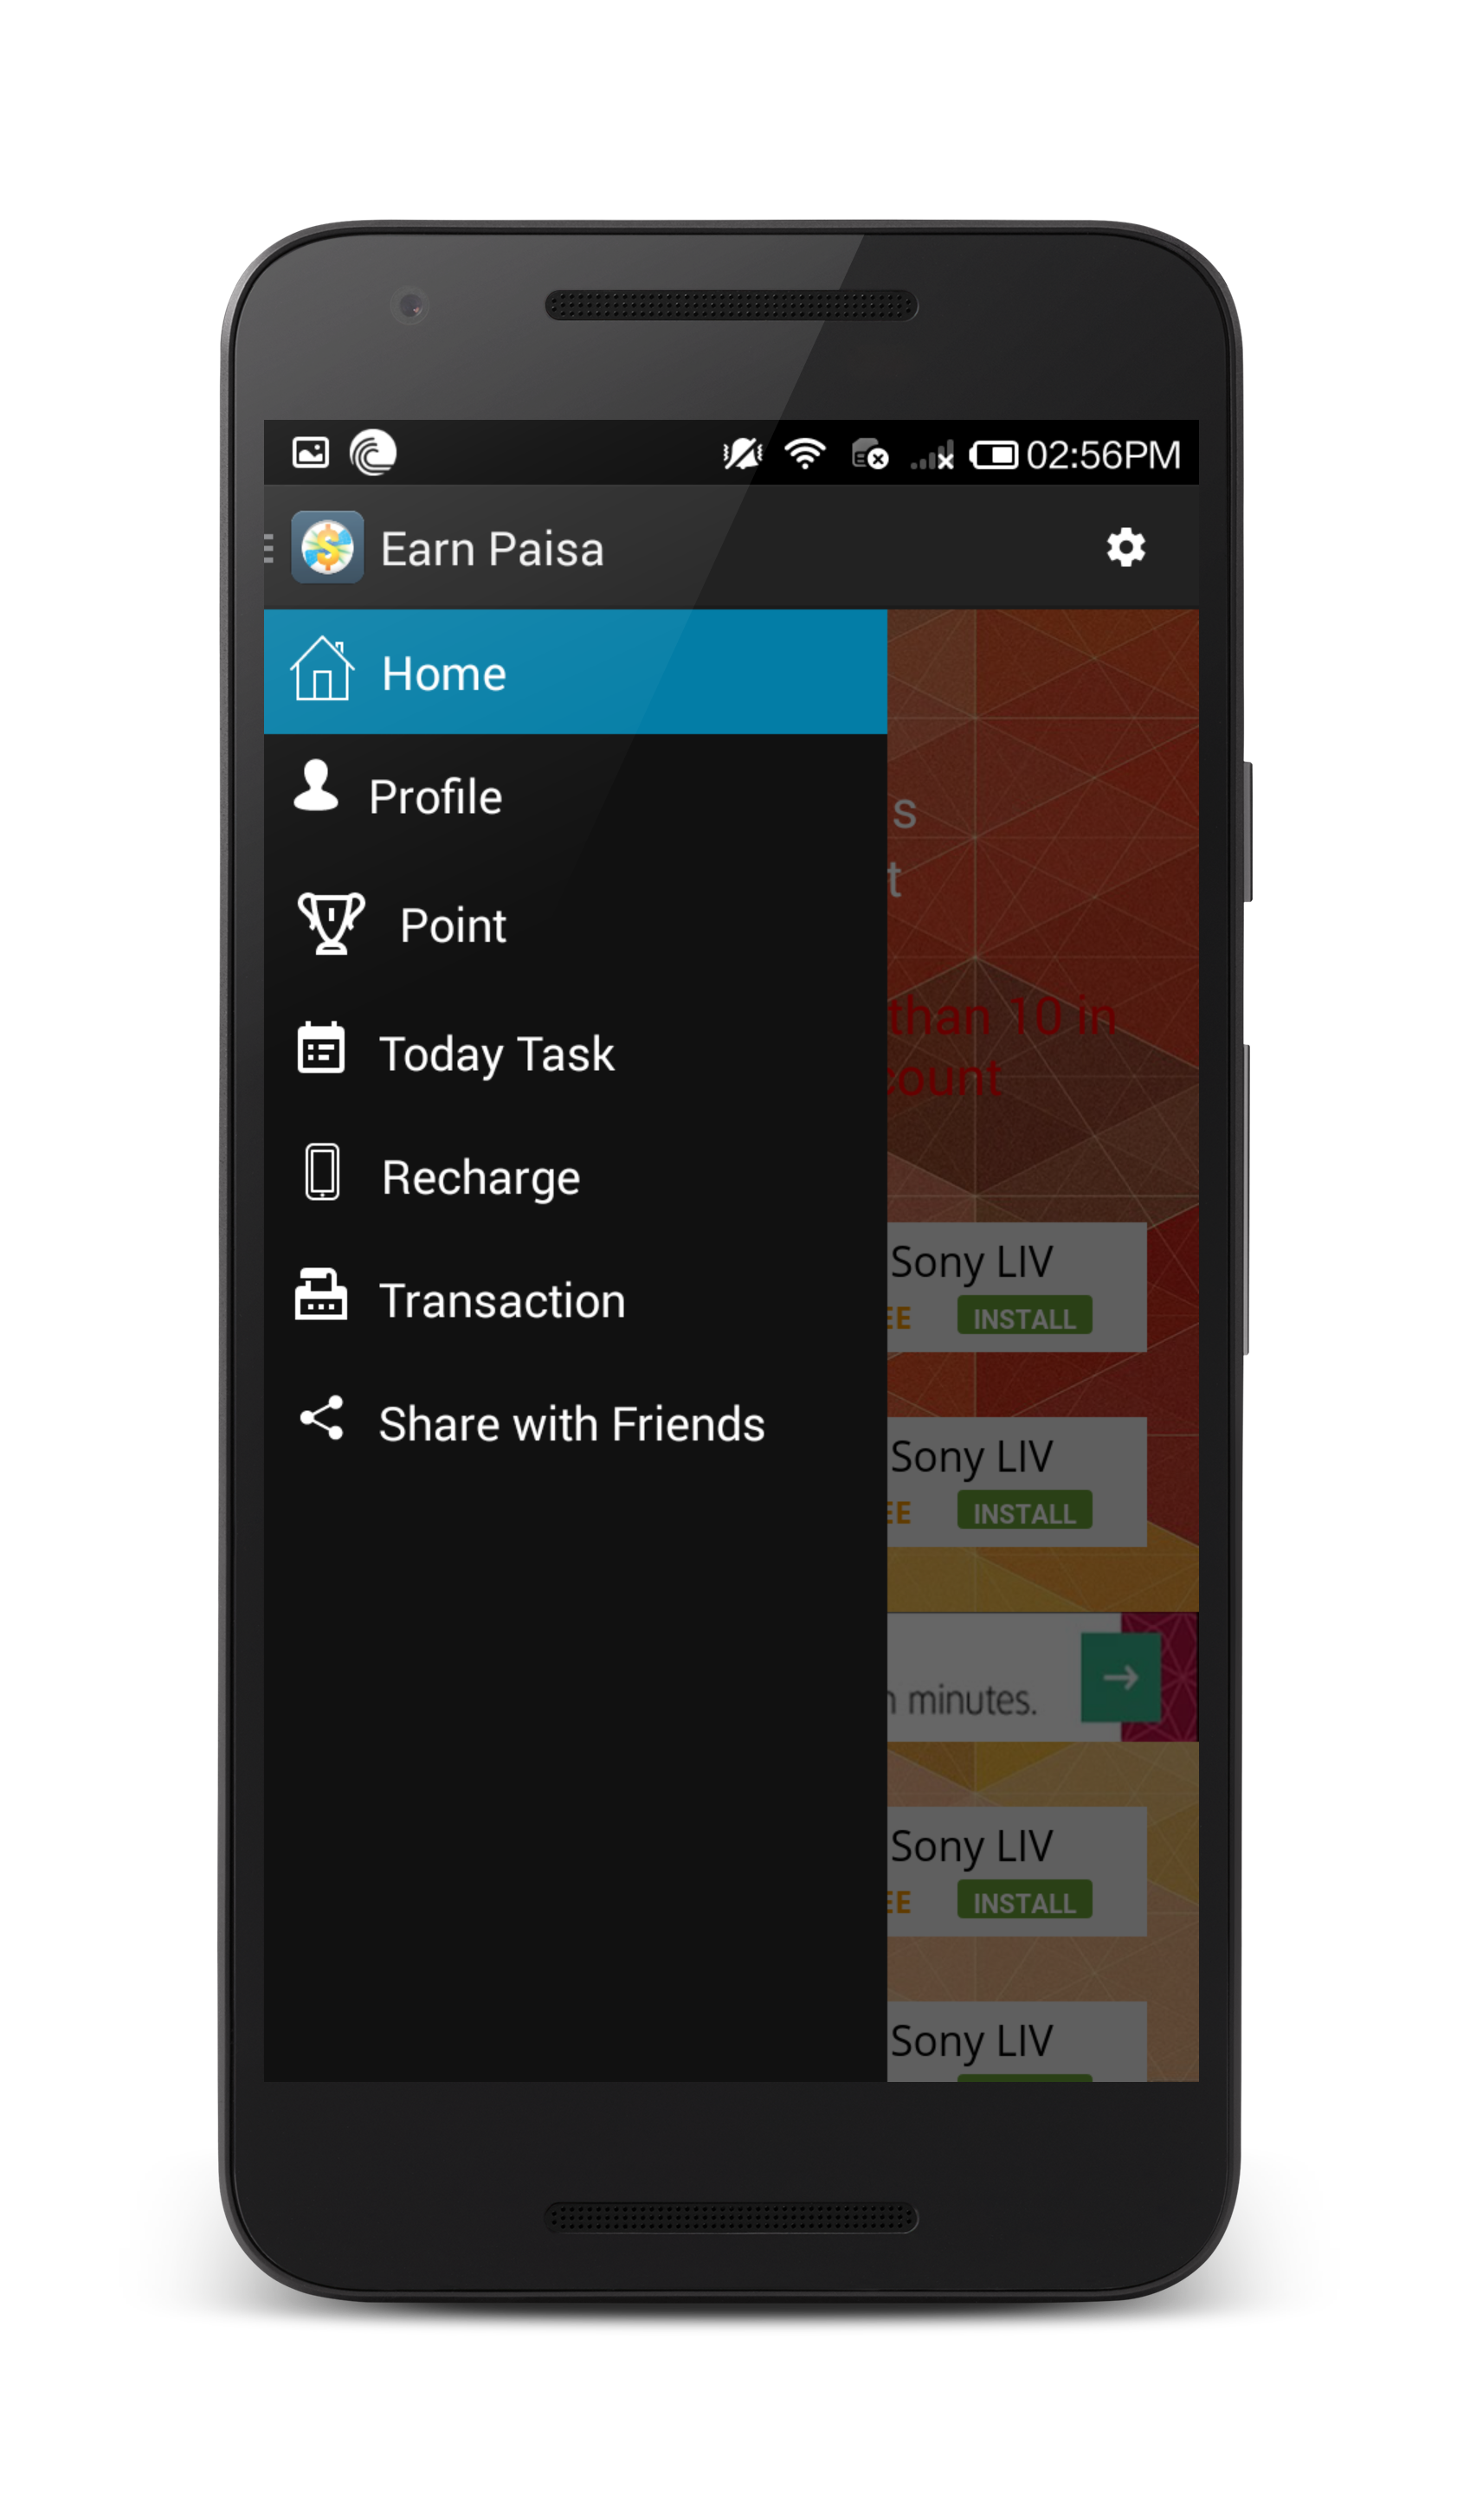 02:56PM
Earn Paisa
Home
Profile
s
Point
t
Today Task
than 10 in
count
Recharge
Sony LIV
EE INSTALL
Transaction
Share with Friends
Sony LIV
EE INSTALL
minutes.
Sony LIV
EE INSTALL
Sony LIV